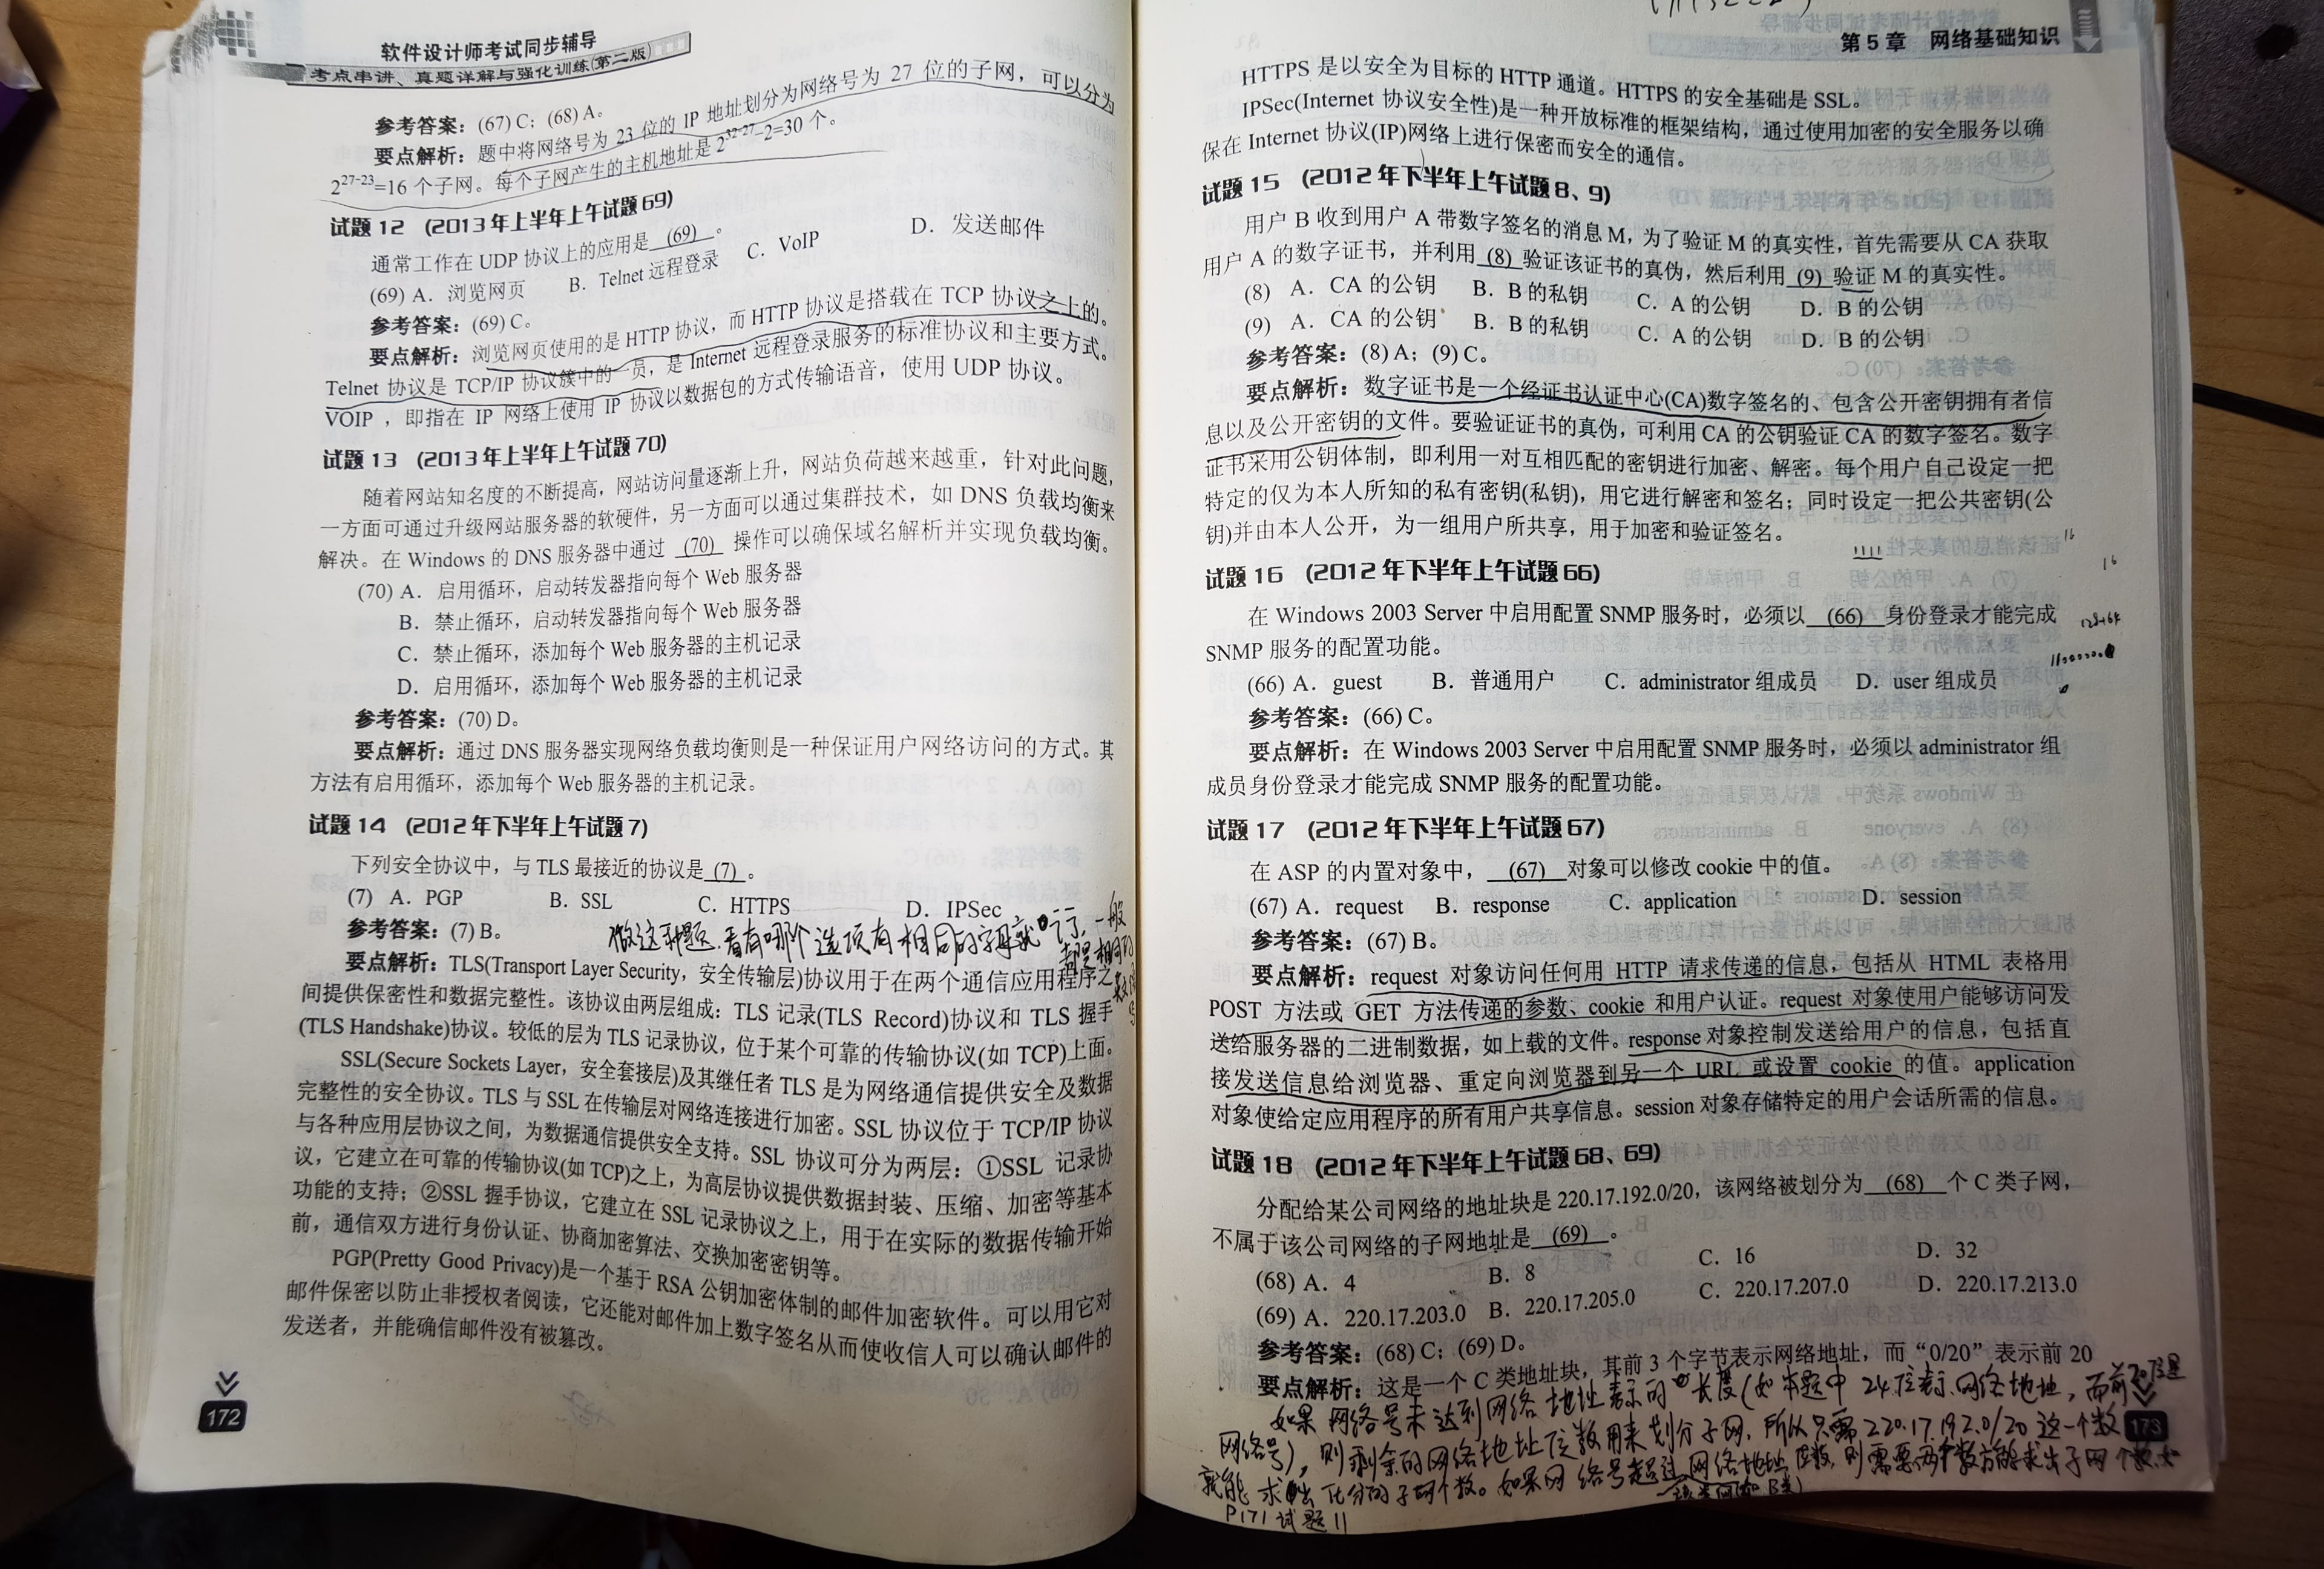 软件设计师考试同步辅导
考点串讲、真题详解与强化训练(第二版)
参考答案：(67) C；(68) A。
要点解析：题中将网络号为 23 位的 IP 地址划分为网络号为 27 位的子网，可以分为
2^27-23=16 个子网。每个子网产生的主机地址是 2^32-27-2=30 个。
试题 12 (2013 年上半年上午试题 69)
通常工作在 UDP 协议上的应用是 (69) 。
(69) A．浏览网页 B．Telnet 远程登录 C．VoIP D．发送邮件
参考答案：(69) C。
要点解析：浏览网页使用的是 HTTP 协议，而 HTTP 协议是搭载在 TCP 协议之上的。
Telnet 协议是 TCP/IP 协议簇中的一员，是 Internet 远程登录服务的标准协议和主要方式。
VOIP ，即指在 IP 网络上使用 IP 协议以数据包的方式传输语音，使用 UDP 协议。
试题 13 (2013 年上半年上午试题 70)
随着网站知名度的不断提高，网站访问量逐渐上升，网站负荷越来越重，针对此问题，
一方面可通过升级网站服务器的软硬件，另一方面可以通过集群技术，如 DNS 负载均衡来
解决。在 Windows 的 DNS 服务器中通过 (70) 操作可以确保域名解析并实现负载均衡。
(70) A．启用循环，启动转发器指向每个 Web 服务器
B．禁止循环，启动转发器指向每个 Web 服务器
C．禁止循环，添加每个 Web 服务器的主机记录
D．启用循环，添加每个 Web 服务器的主机记录
参考答案：(70) D。
要点解析：通过 DNS 服务器实现网络负载均衡则是一种保证用户网络访问的方式。其
方法有启用循环，添加每个 Web 服务器的主机记录。
试题 14 (2012 年下半年上午试题 7)
下列安全协议中，与 TLS 最接近的协议是 (7) 。
(7) A．PGP B．SSL C．HTTPS D．IPSec
参考答案：(7) B。
做这种题，看有哪个选项有相同的字母就行了，一般
都是相同的
要点解析：TLS(Transport Layer Security，安全传输层)协议用于在两个通信应用程序之
间提供保密性和数据完整性。该协议由两层组成：TLS 记录(TLS Record)协议和 TLS 握手
(TLS Handshake)协议。较低的层为 TLS 记录协议，位于某个可靠的传输协议(如 TCP)上面。
SSL(Secure Sockets Layer，安全套接层)及其继任者 TLS 是为网络通信提供安全及数据
完整性的安全协议。TLS 与 SSL 在传输层对网络连接进行加密。SSL 协议位于 TCP/IP 协议
与各种应用层协议之间，为数据通信提供安全支持。SSL 协议可分为两层：①SSL 记录协
议，它建立在可靠的传输协议(如 TCP)之上，为高层协议提供数据封装、压缩、加密等基本
功能的支持；②SSL 握手协议，它建立在 SSL 记录协议之上，用于在实际的数据传输开始
前，通信双方进行身份认证、协商加密算法、交换加密密钥等。
PGP(Pretty Good Privacy)是一个基于 RSA 公钥加密体制的邮件加密软件。可以用它对
邮件保密以防止非授权者阅读，它还能对邮件加上数字签名从而使收信人可以确认邮件的
发送者，并能确信邮件没有被篡改。
172
第 5 章 网络基础知识
HTTPS 是以安全为目标的 HTTP 通道。HTTPS 的安全基础是 SSL。
IPSec(Internet 协议安全性)是一种开放标准的框架结构，通过使用加密的安全服务以确
保在 Internet 协议(IP)网络上进行保密而安全的通信。
试题 15 (2012 年下半年上午试题 8、9)
用户 B 收到用户 A 带数字签名的消息 M，为了验证 M 的真实性，首先需要从 CA 获取
用户 A 的数字证书，并利用 (8) 验证该证书的真伪，然后利用 (9) 验证 M 的真实性。
(8) A．CA 的公钥 B．B 的私钥 C．A 的公钥 D．B 的公钥
(9) A．CA 的公钥 B．B 的私钥 C．A 的公钥 D．B 的公钥
参考答案：(8) A；(9) C。
要点解析：数字证书是一个经证书认证中心(CA)数字签名的、包含公开密钥拥有者信
息以及公开密钥的文件。要验证证书的真伪，可利用 CA 的公钥验证 CA 的数字签名。数字
证书采用公钥体制，即利用一对互相匹配的密钥进行加密、解密。每个用户自己设定一把
特定的仅为本人所知的私有密钥(私钥)，用它进行解密和签名；同时设定一把公共密钥(公
钥)并由本人公开，为一组用户所共享，用于加密和验证签名。
1111
16
16
试题 16 (2012 年下半年上午试题 66)
在 Windows 2003 Server 中启用配置 SNMP 服务时，必须以 (66) 身份登录才能完成
128+64
SNMP 服务的配置功能。
(66) A．guest B．普通用户 C．administrator 组成员 D．user 组成员
参考答案：(66) C。
要点解析：在 Windows 2003 Server 中启用配置 SNMP 服务时，必须以 administrator 组
成员身份登录才能完成 SNMP 服务的配置功能。
试题 17 (2012 年下半年上午试题 67)
在 ASP 的内置对象中， (67) 对象可以修改 cookie 中的值。
(67) A．request B．response C．application D．session
参考答案：(67) B。
要点解析：request 对象访问任何用 HTTP 请求传递的信息，包括从 HTML 表格用
POST 方法或 GET 方法传递的参数、cookie 和用户认证。request 对象使用户能够访问发
送给服务器的二进制数据，如上载的文件。response 对象控制发送给用户的信息，包括直
接发送信息给浏览器、重定向浏览器到另一个 URL 或设置 cookie 的值。application
对象使给定应用程序的所有用户共享信息。session 对象存储特定的用户会话所需的信息。
试题 18 (2012 年下半年上午试题 68、69)
分配给某公司网络的地址块是 220.17.192.0/20，该网络被划分为 (68) 个 C 类子网，
不属于该公司网络的子网地址是 (69) 。
(68) A．4 B．8 C．16 D．32
(69) A．220.17.203.0 B．220.17.205.0 C．220.17.207.0 D．220.17.213.0
参考答案：(68) C；(69) D。
要点解析：这是一个 C 类地址块，其前 3 个字节表示网络地址，而“0/20”表示前 20
如果网络号未达到网络地址表示的长度(如本题中 24位表示网络地址，而前20位是
网络号)，则剩余的网络地址位数用来划分子网，所以只需220.17.192.0/20这一个数
就能求出化分的子网个数。如果网络号超过网络地址位数，则需要两个数方能求出子网个数
P171 试题11
173